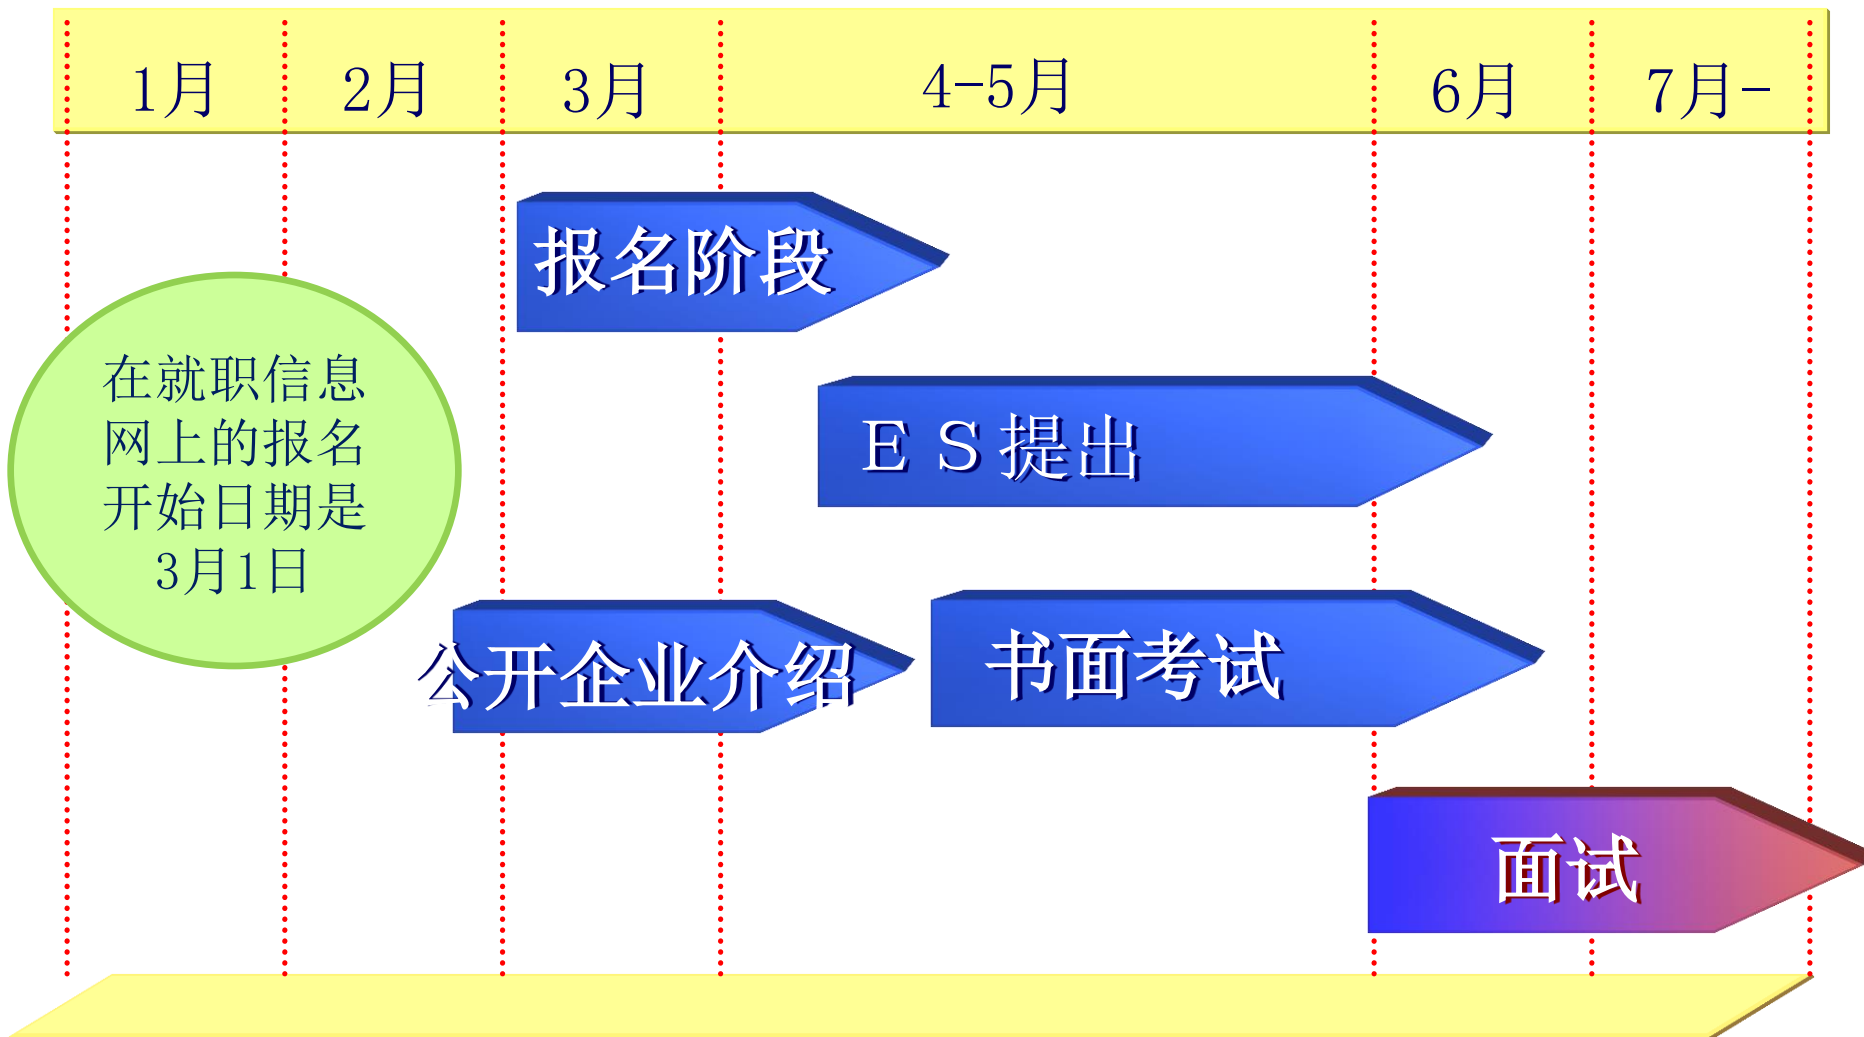 1月
2月
3月
4-5月
6月
7月-
报名阶段
在就职信息
网上的报名
开始日期是
3月1日
ＥＳ提出
公开企业介绍
书面考试
面试